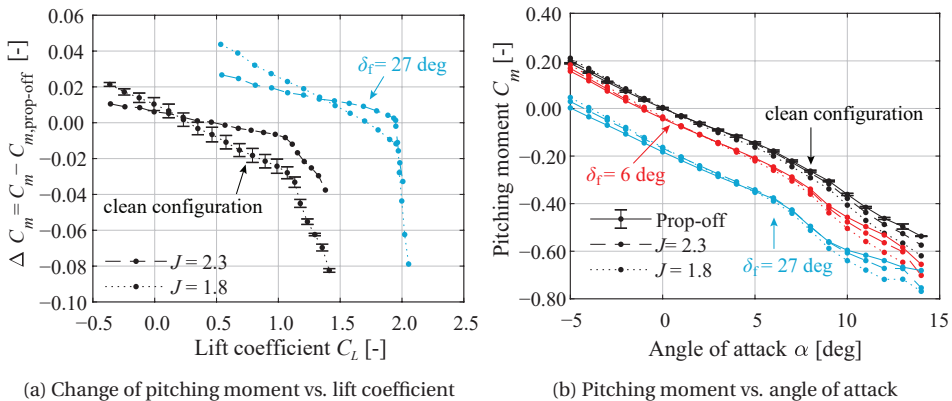 Δ C_m = C_m − C_m,prop-off [-]
0.06
0.04
0.02
0.00
−0.02
−0.04
−0.06
−0.08
−0.10
δ_f = 27 deg
clean configuration
J = 2.3
J = 1.8
−0.5 0.0 0.5 1.0 1.5 2.0 2.5
Lift coefficient C_L [-]
(a) Change of pitching moment vs. lift coefficient
Pitching moment C_m [-]
0.40
0.20
0.00
−0.20
−0.40
−0.60
−0.80
clean configuration
δ_f = 6 deg
Prop-off
J = 2.3
J = 1.8
δ_f = 27 deg
−5 0 5 10 15
Angle of attack α [deg]
(b) Pitching moment vs. angle of attack